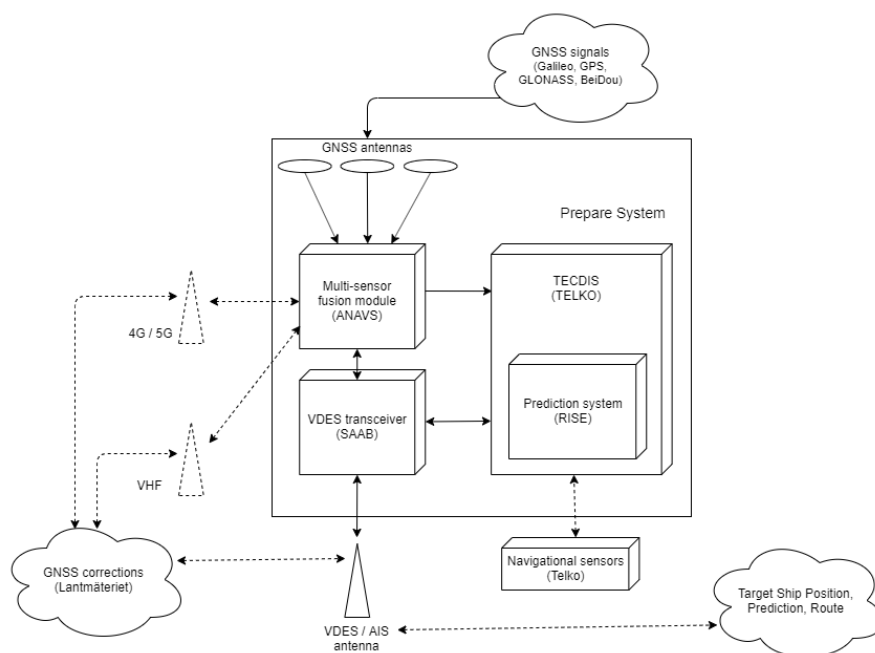 GNSS signals
(Galileo, GPS,
GLONASS, BeiDou)
GNSS antennas
Prepare System
Multi-sensor
fusion module
(ANAVS)
TECDIS
(TELKO)
4G / 5G
Prediction system
(RISE)
VDES transceiver
(SAAB)
VHF
GNSS corrections
(Lantmäteriet)
Navigational sensors
(Telko)
Target Ship Position,
Prediction, Route
VDES / AIS
antenna